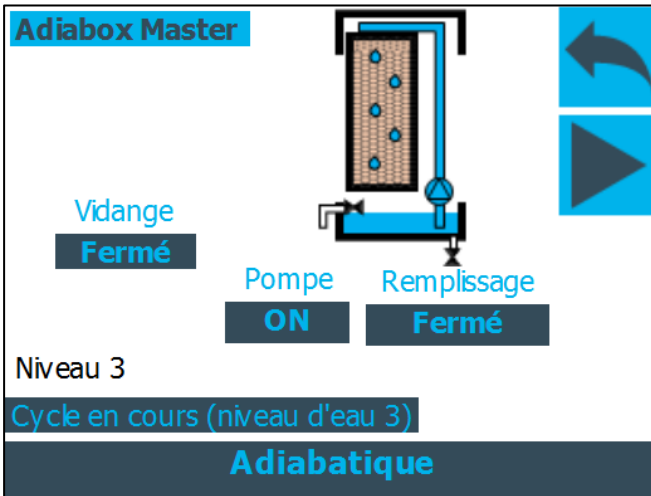 Adiabox Master
Vidange
Fermé
Pompe
ON
Remplissage
Fermé
Niveau 3
Cycle en cours (niveau d'eau 3)
Adiabatique